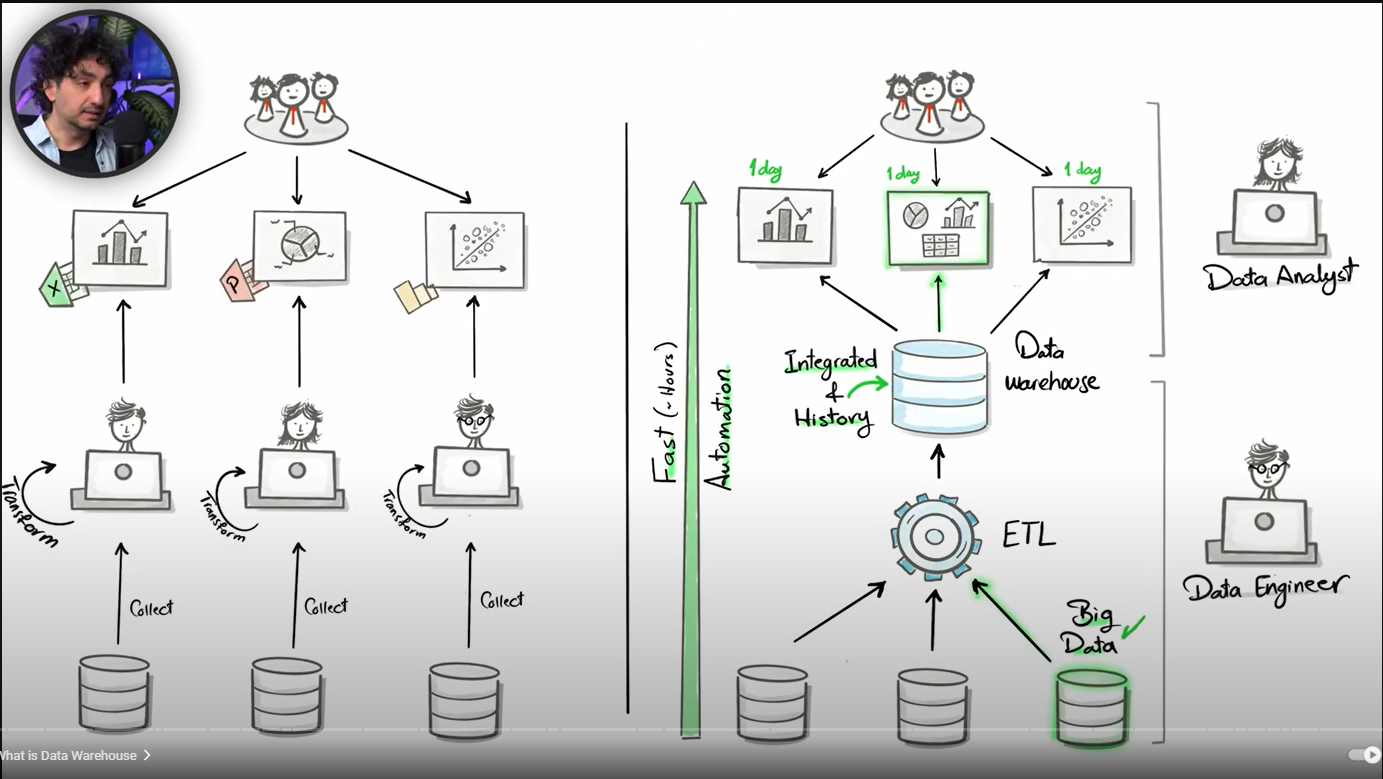 X
P
Transform
Transform
Transform
Collect
Collect
Collect
1 day
1 day
1 day
Fast (~ Hours)
Automation
Integrated
&
History
Data
warehouse
ETL
Big
Data
Data Analyst
Data Engineer
What is Data Warehouse